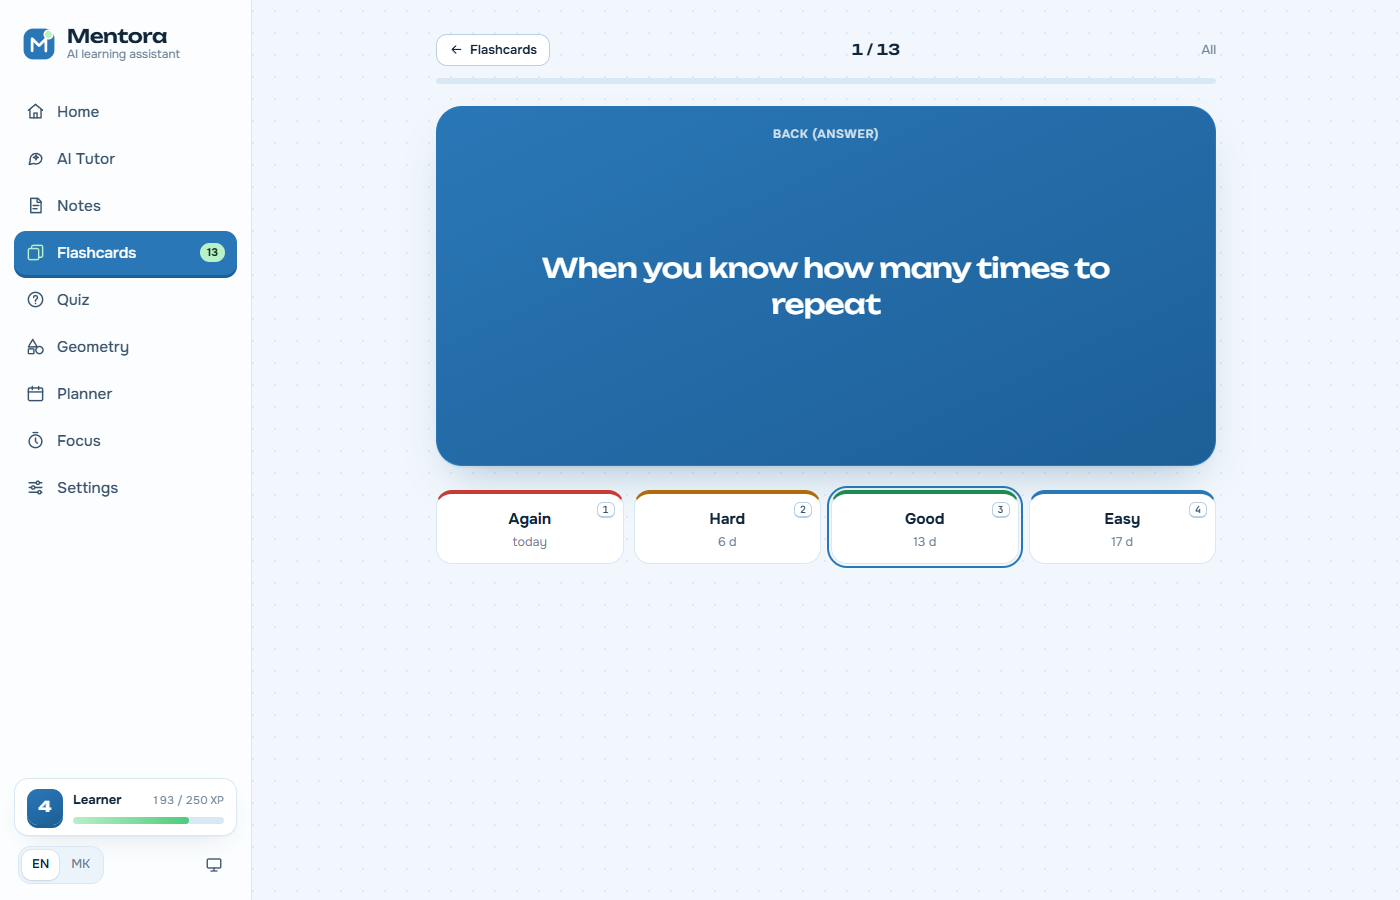 Mentora
AI learning assistant
Home
AI Tutor
Notes
Flashcards 13
Quiz
Geometry
Planner
Focus
Settings
4 Learner 193 / 250 XP
EN MK
← Flashcards 1 / 13 All
BACK (ANSWER)
When you know how many times to
repeat
Again 1
today
Hard 2
6 d
Good 3
13 d
Easy 4
17 d